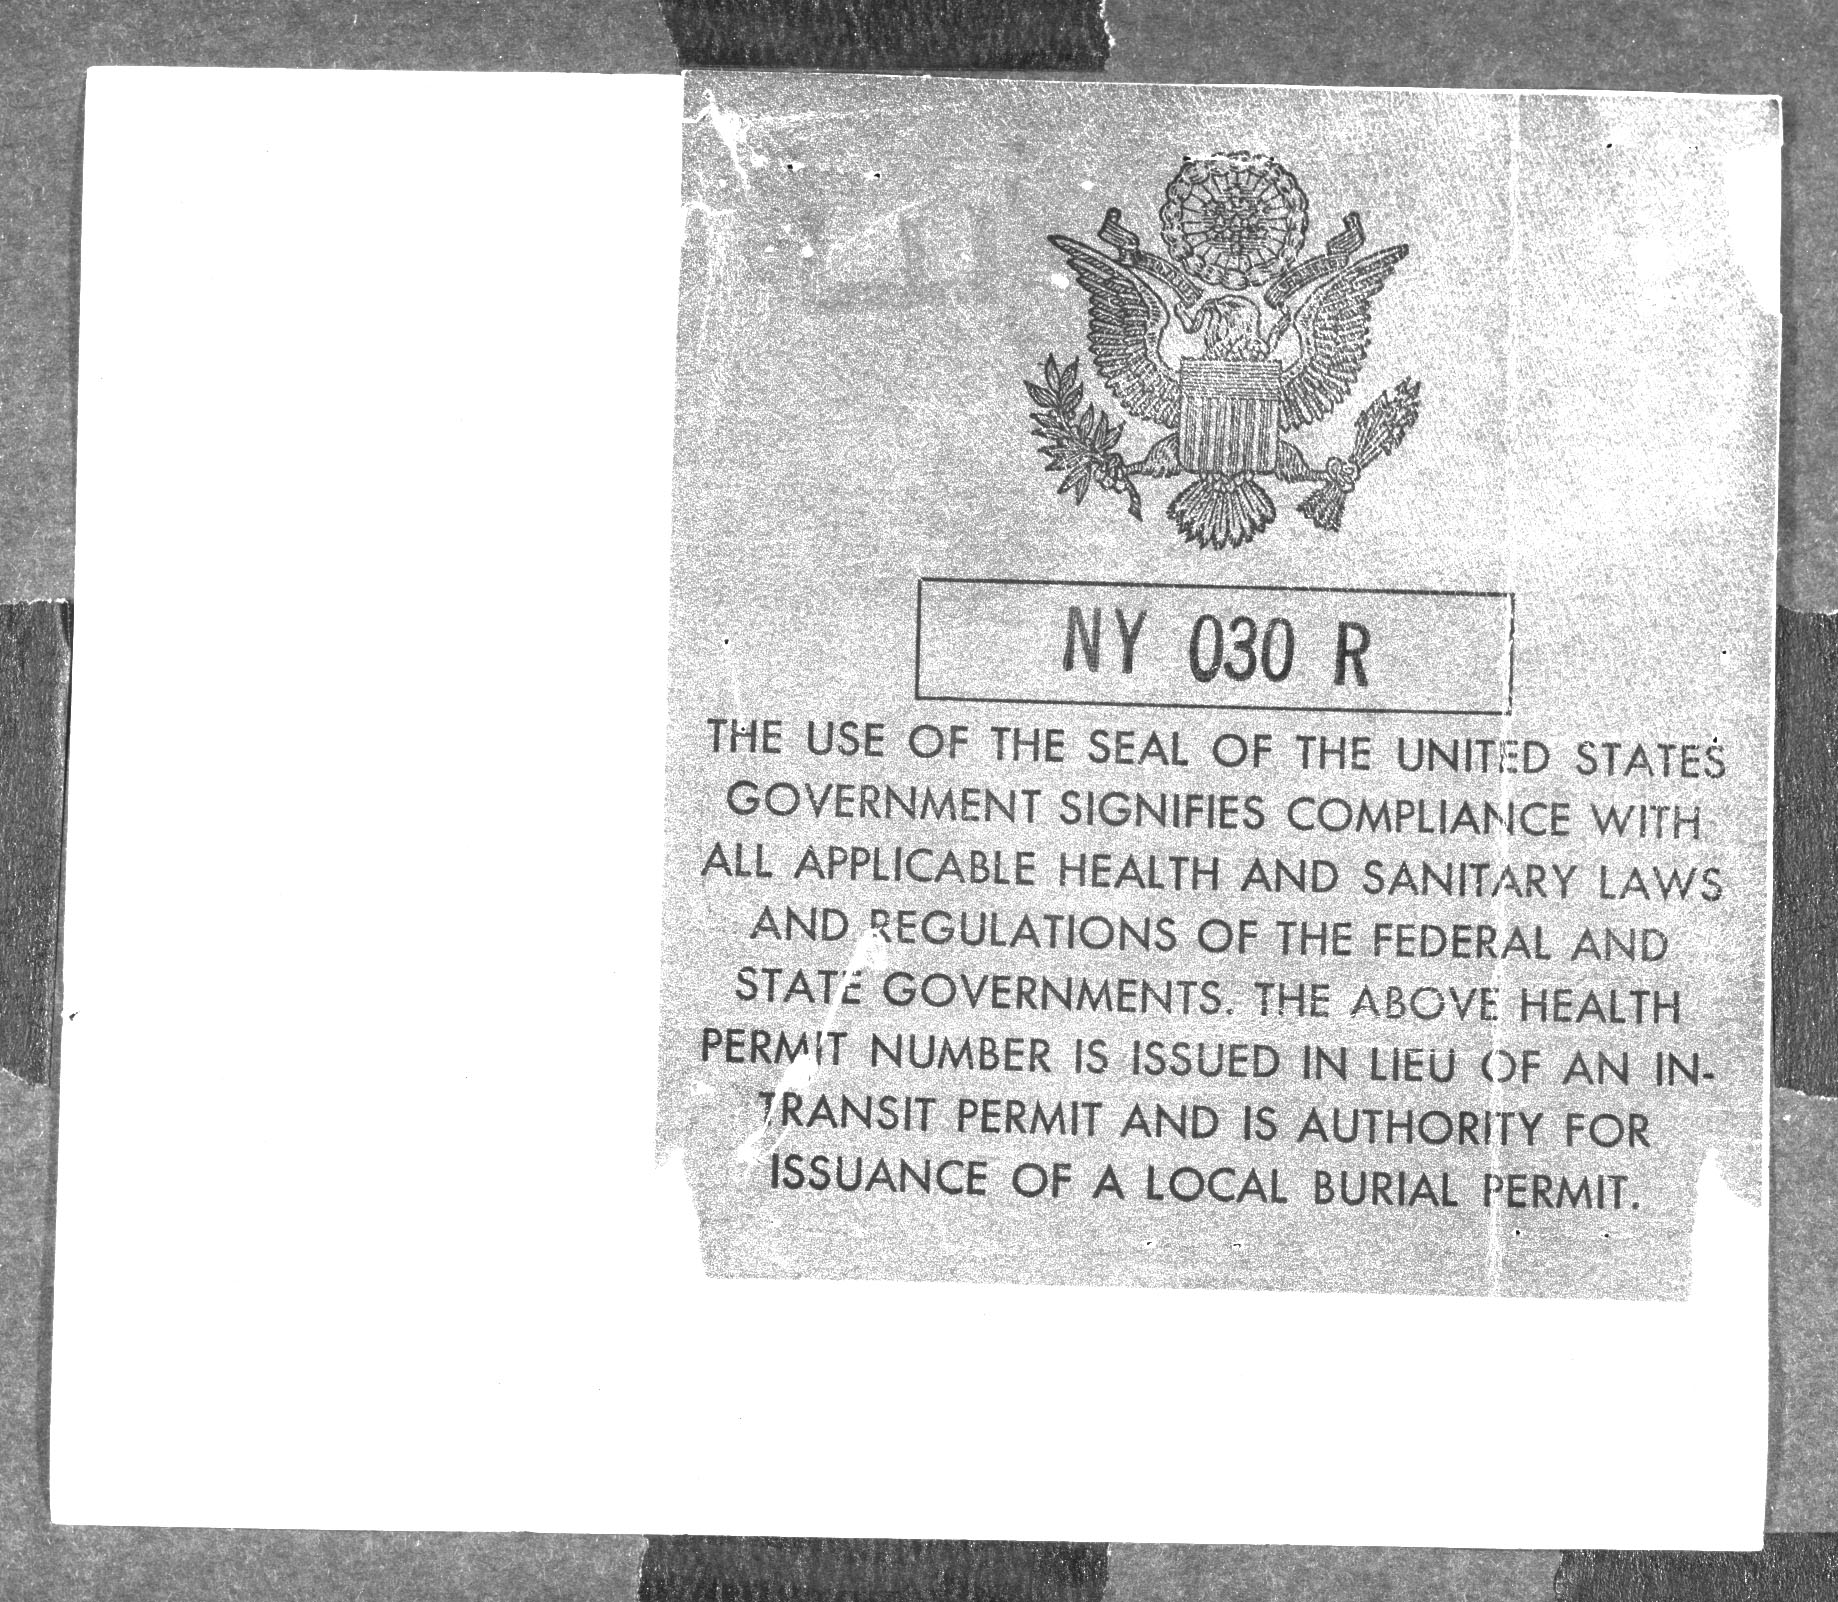 NY 030 R
THE USE OF THE SEAL OF THE UNITED STATES
GOVERNMENT SIGNIFIES COMPLIANCE WITH
ALL APPLICABLE HEALTH AND SANITARY LAWS
AND REGULATIONS OF THE FEDERAL AND
STATE GOVERNMENTS. THE ABOVE HEALTH
PERMIT NUMBER IS ISSUED IN LIEU OF AN IN-
TRANSIT PERMIT AND IS AUTHORITY FOR
ISSUANCE OF A LOCAL BURIAL PERMIT.